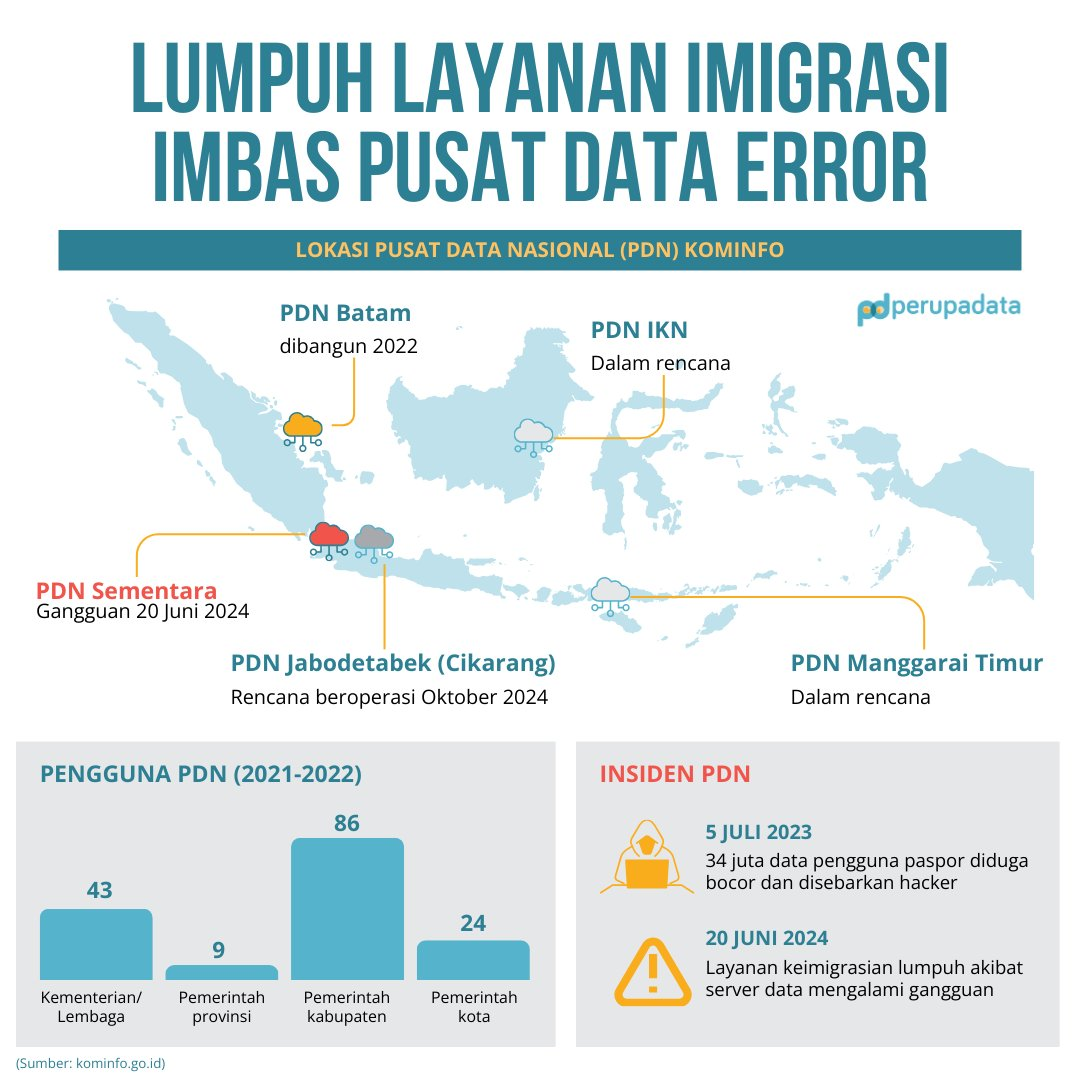 LUMPUH LAYANAN IMIGRASI
IMBAS PUSAT DATA ERROR
LOKASI PUSAT DATA NASIONAL (PDN) KOMINFO
perupadata
PDN Batam
dibangun 2022
PDN IKN
Dalam rencana
PDN Sementara
Gangguan 20 Juni 2024
PDN Jabodetabek (Cikarang)
Rencana beroperasi Oktober 2024
PDN Manggarai Timur
Dalam rencana
PENGGUNA PDN (2021-2022)
43
9
86
24
Kementerian/
Lembaga
Pemerintah
provinsi
Pemerintah
kabupaten
Pemerintah
kota
INSIDEN PDN
5 JULI 2023
34 juta data pengguna paspor diduga
bocor dan disebarkan hacker
20 JUNI 2024
Layanan keimigrasian lumpuh akibat
server data mengalami gangguan
(Sumber: kominfo.go.id)